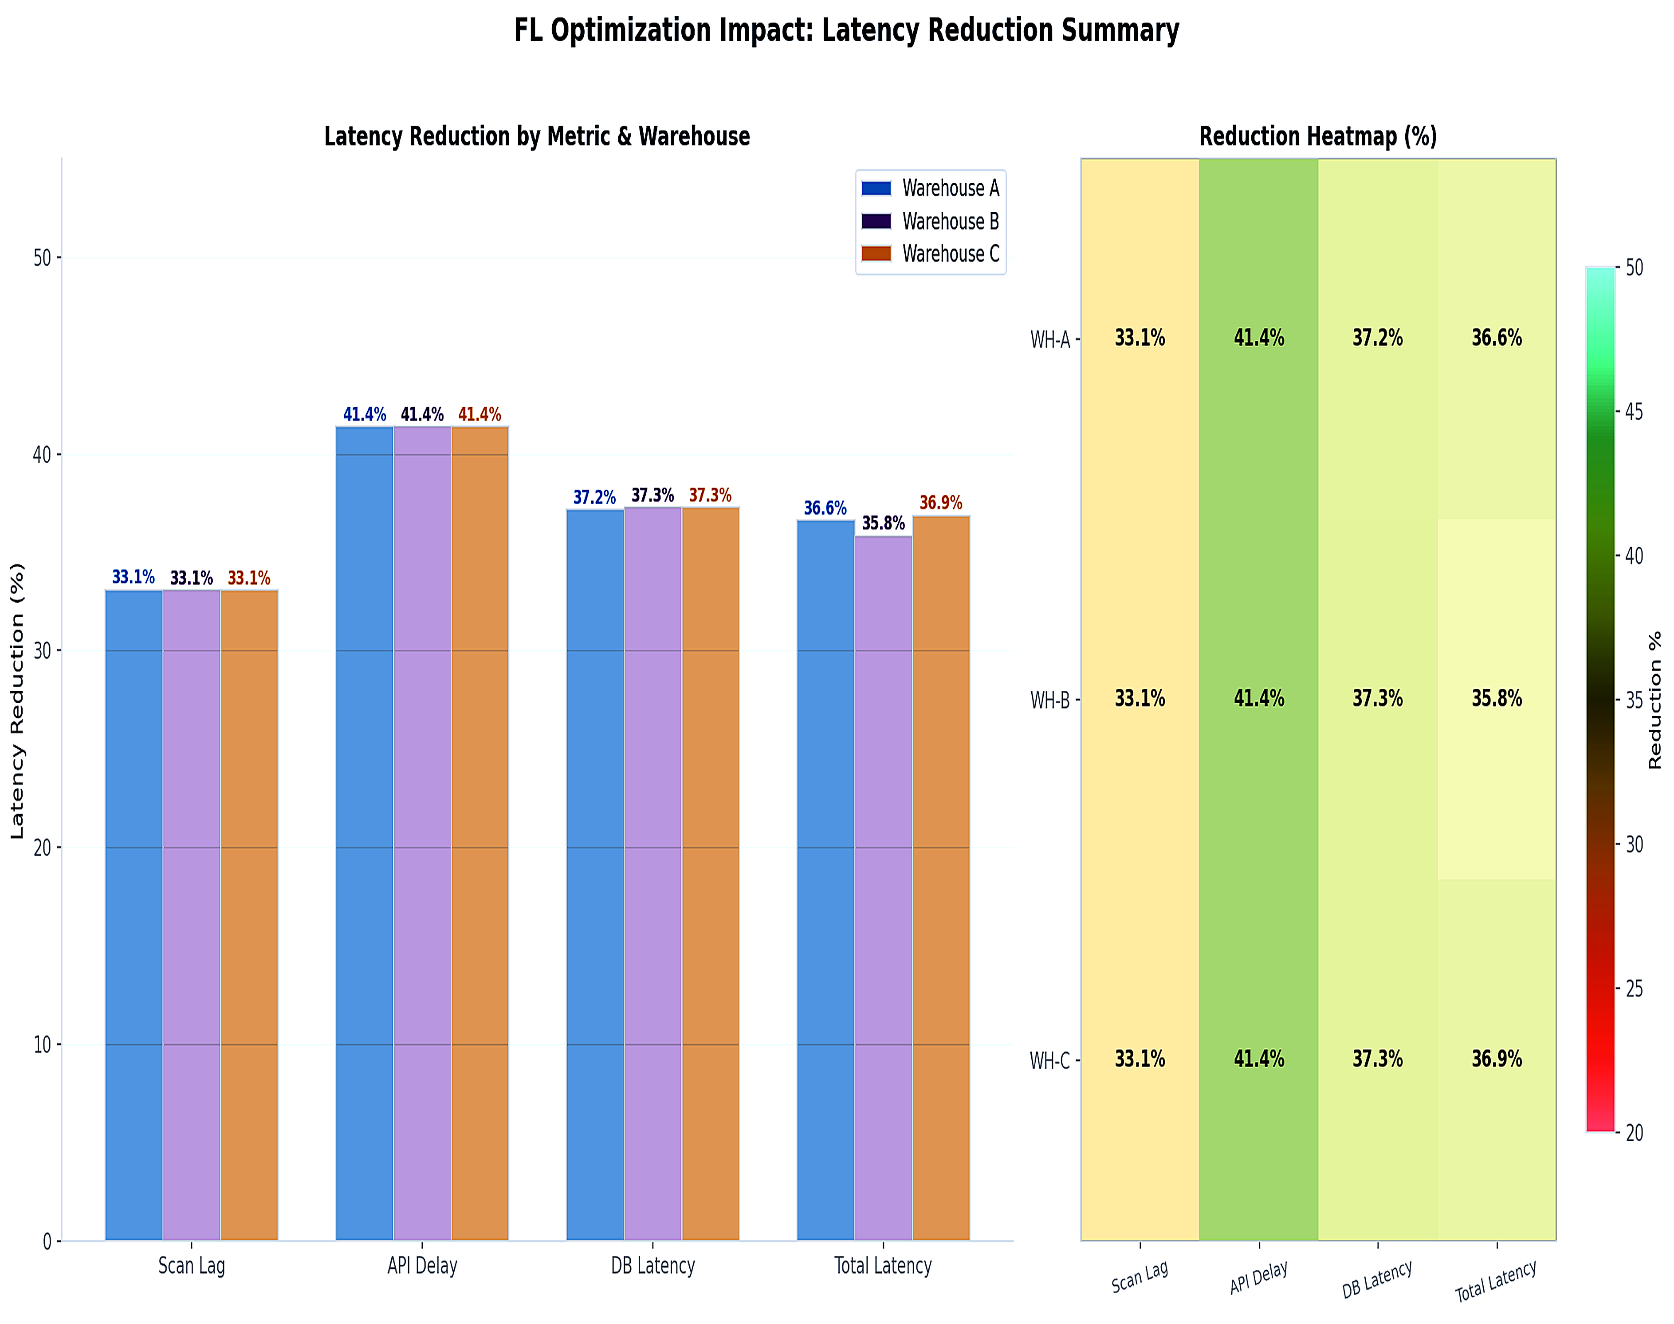 FL Optimization Impact: Latency Reduction Summary
Latency Reduction by Metric & Warehouse
Warehouse A
Warehouse B
Warehouse C
Latency Reduction (%)
50
40
30
20
10
0
33.1% 33.1% 33.1%
41.4% 41.4% 41.4%
37.2% 37.3% 37.3%
36.6% 35.8% 36.9%
Scan Lag API Delay DB Latency Total Latency
Reduction Heatmap (%)
WH-A 33.1% 41.4% 37.2% 36.6%
WH-B 33.1% 41.4% 37.3% 35.8%
WH-C 33.1% 41.4% 37.3% 36.9%
Scan Lag API Delay DB Latency Total Latency
50
45
40
35
30
25
20
Reduction %